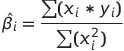 β̂ᵢ = ∑(xᵢ * yᵢ) / ∑(xᵢ²)